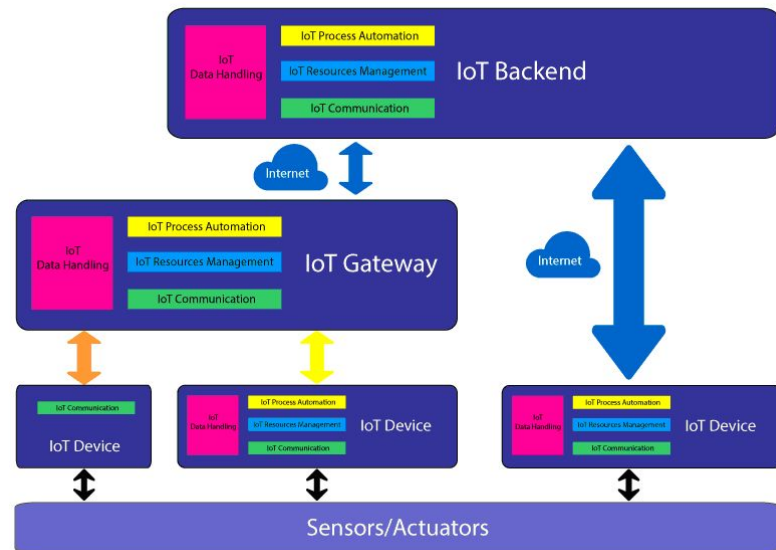 IoT
Data Handling
IoT Process Automation
IoT Resources Management
IoT Communication
IoT Backend
Internet
IoT
Data Handling
IoT Process Automation
IoT Resources Management
IoT Communication
IoT Gateway
Internet
IoT Communication
IoT Device
IoT
Data Handling
IoT Process Automation
IoT Resources Management
IoT Communication
IoT Device
IoT
Data Handling
IoT Process Automation
IoT Resources Management
IoT Communication
IoT Device
Sensors/Actuators